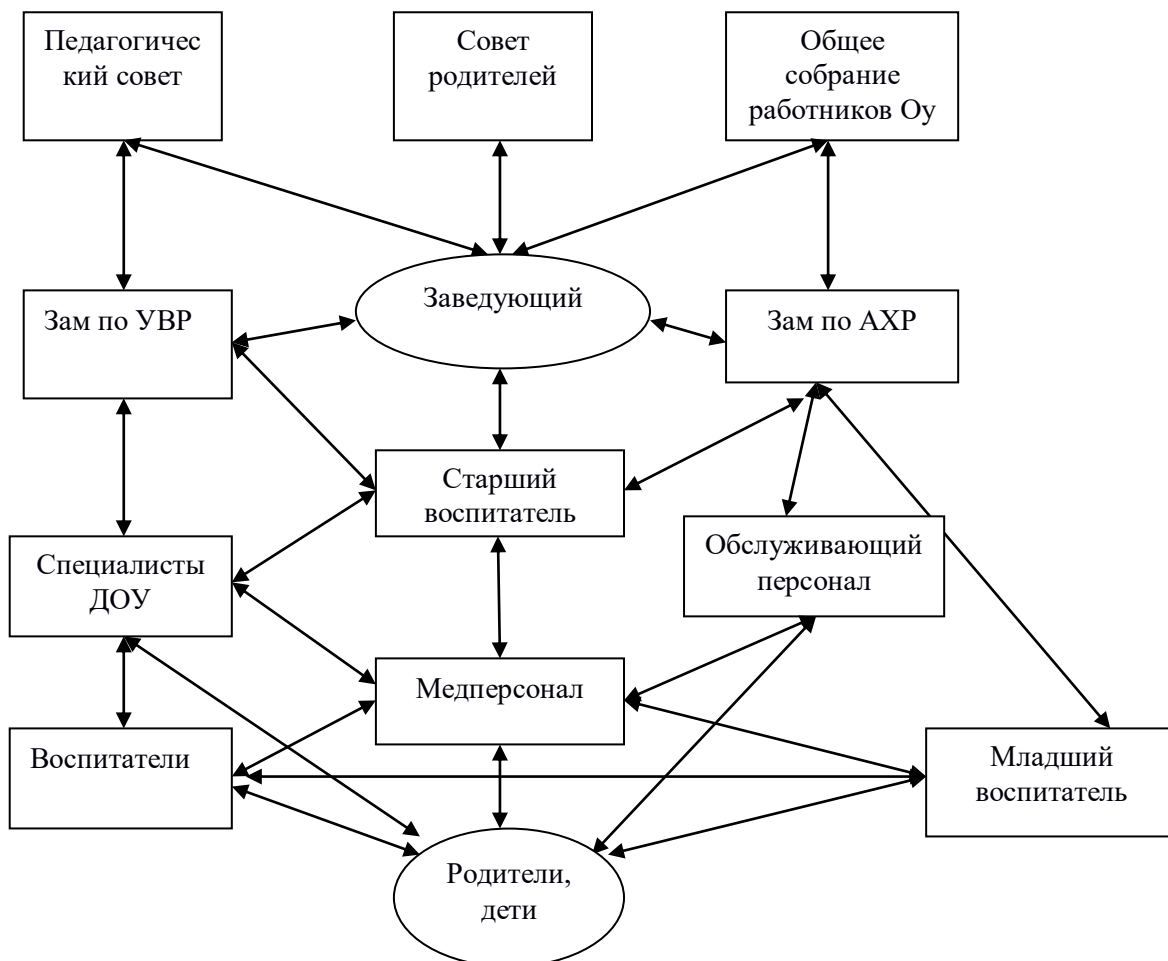 Педагогичес
кий совет
Совет
родителей
Общее
собрание
работников Оу
Заведующий
Зам по УВР
Зам по АХР
Старший
воспитатель
Обслуживающий
персонал
Специалисты
ДОУ
Медперсонал
Воспитатели
Младший
воспитатель
Родители,
дети